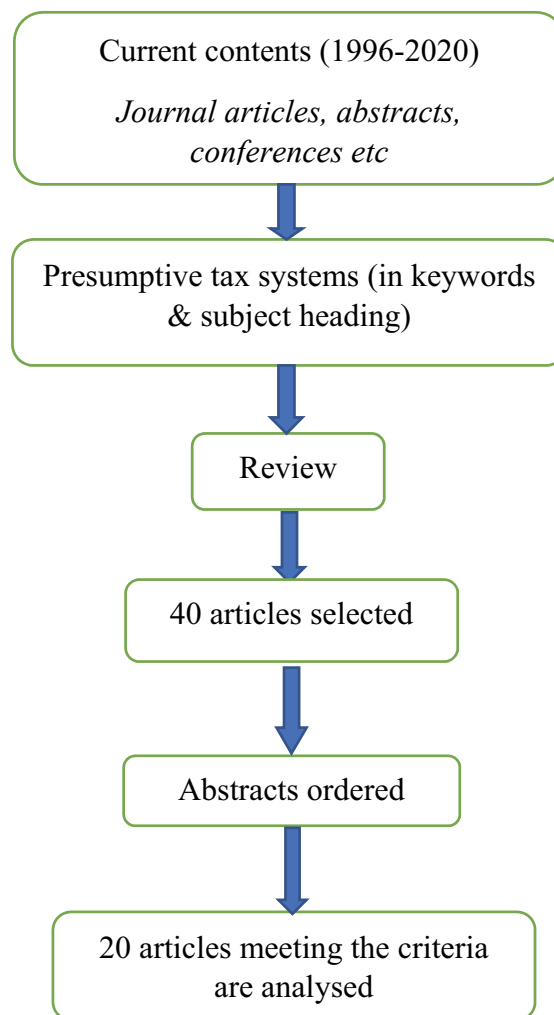 Current contents (1996-2020)
Journal articles, abstracts,
conferences etc
Presumptive tax systems (in keywords
& subject heading)
Review
40 articles selected
Abstracts ordered
20 articles meeting the criteria
are analysed